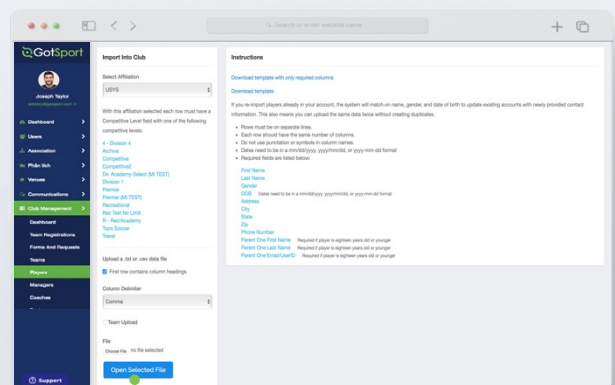 Search or enter website name
GotSport
Joseph Taylor
Dashboard
Users
Association
Phân tích
Venues
Communications
Club Management
Dashboard
Team Registrations
Forms And Requests
Teams
Players
Managers
Coaches
Support
Import Into Club
Select Affiliation
USYS
With this affiliation selected each row must have a
Competitive Level field with one of the following
competitive levels:
4 - Division 4
Archive
Competitive
Competitive2
Div. Academy-Select (MI TEST)
Division 1
Premier
Premier (MI TEST)
Recreational
Rec Test No Limit
R - Rec/Academy
Tops Soccer
Travel
Upload a .txt or .csv data file
First row contains column headings
Column Delimiter
Comma
Team Upload
File
Choose File no file selected
Open Selected File
Instructions
Download template with only required columns
Download template
If you re-import players already in your account, the system will match on name, gender, and date of birth to update existing accounts with newly provided contact
information. This also means you can upload the same data twice without creating duplicates.
Rows must be on separate lines.
Each row should have the same number of columns.
Do not use punctuation or symbols in column names.
Dates need to be in a mm/dd/yyyy, yyyy/mm/dd, or yyyy-mm-dd format
Required fields are listed below:
First Name
Last Name
Gender
DOB Dates need to be in a mm/dd/yyyy, yyyy/mm/dd, or yyyy-mm-dd format
Address
City
State
Zip
Phone Number
Parent One First Name Required if player is eighteen years old or younger
Parent One Last Name Required if player is eighteen years old or younger
Parent One Email/UserID Required if player is eighteen years old or younger